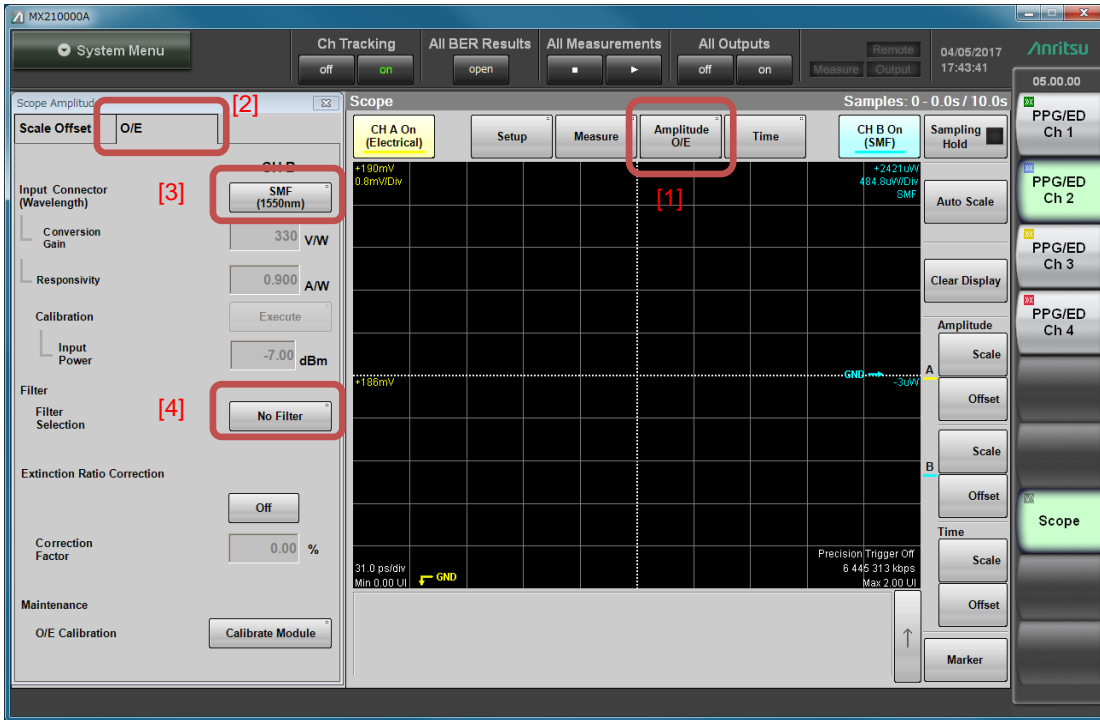 MX210000A
System Menu
Ch Tracking
off
on
All BER Results
open
All Measurements
All Outputs
off
on
Remote
Measure
Output
04/05/2017
17:43:41
Anritsu
05.00.00
Scope Amplitud
[2]
Scale Offset
O/E
CH B
Input Connector
(Wavelength)
[3]
SMF
(1550nm)
Conversion
Gain
330
V/W
Responsivity
0.900
A/W
Calibration
Execute
Input
Power
-7.00
dBm
Filter
Filter
Selection
[4]
No Filter
Extinction Ratio Correction
Off
Correction
Factor
0.00
%
Maintenance
O/E Calibration
Calibrate Module
Scope
Samples: 0 - 0.0s / 10.0s
CH A On
(Electrical)
Setup
Measure
Amplitude
O/E
Time
CH B On
(SMF)
Sampling
Hold
[1]
+190mV
0.8mV/Div
+2421uW
484.8uW/Div
SMF
+186mV
GND
-3uW
31.0 ps/div
Min 0.00 UI
GND
Precision Trigger Off
6 445 313 kbps
Max 2.00 UI
Auto Scale
Clear Display
Amplitude
A
Scale
Offset
B
Scale
Offset
Time
Scale
Offset
Marker
PPG/ED
Ch 1
PPG/ED
Ch 2
PPG/ED
Ch 3
PPG/ED
Ch 4
Scope